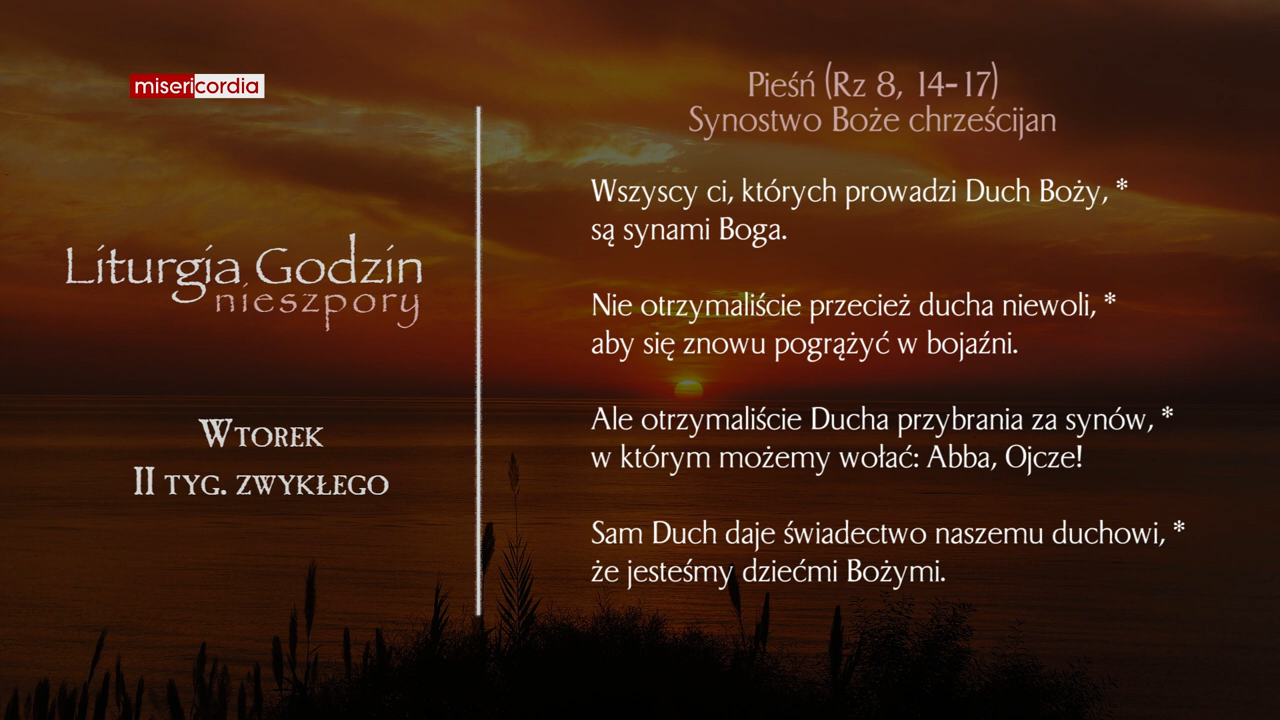 misericordia
Liturgia Godzin
nieszpory
Wtorek
II tyg. zwykłego
Pieśń (Rz 8, 14-17)
Synostwo Boże chrześcijan
Wszyscy ci, których prowadzi Duch Boży, *
są synami Boga.
Nie otrzymaliście przecież ducha niewoli, *
aby się znowu pogrążyć w bojaźni.
Ale otrzymaliście Ducha przybrania za synów, *
w którym możemy wołać: Abba, Ojcze!
Sam Duch daje świadectwo naszemu duchowi, *
że jesteśmy dziećmi Bożymi.